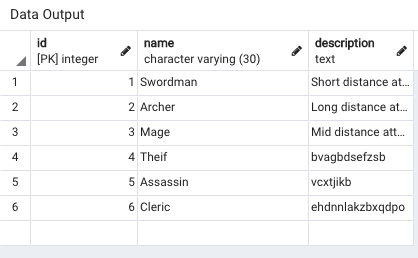 Data Output
id name description
[PK] integer character varying (30) text
1 1 Swordman Short distance at...
2 2 Archer Long distance at...
3 3 Mage Mid distance att...
4 4 Theif bvagbdsefzsb
5 5 Assassin vcxtjikb
6 6 Cleric ehdnnlakzbxqdpo